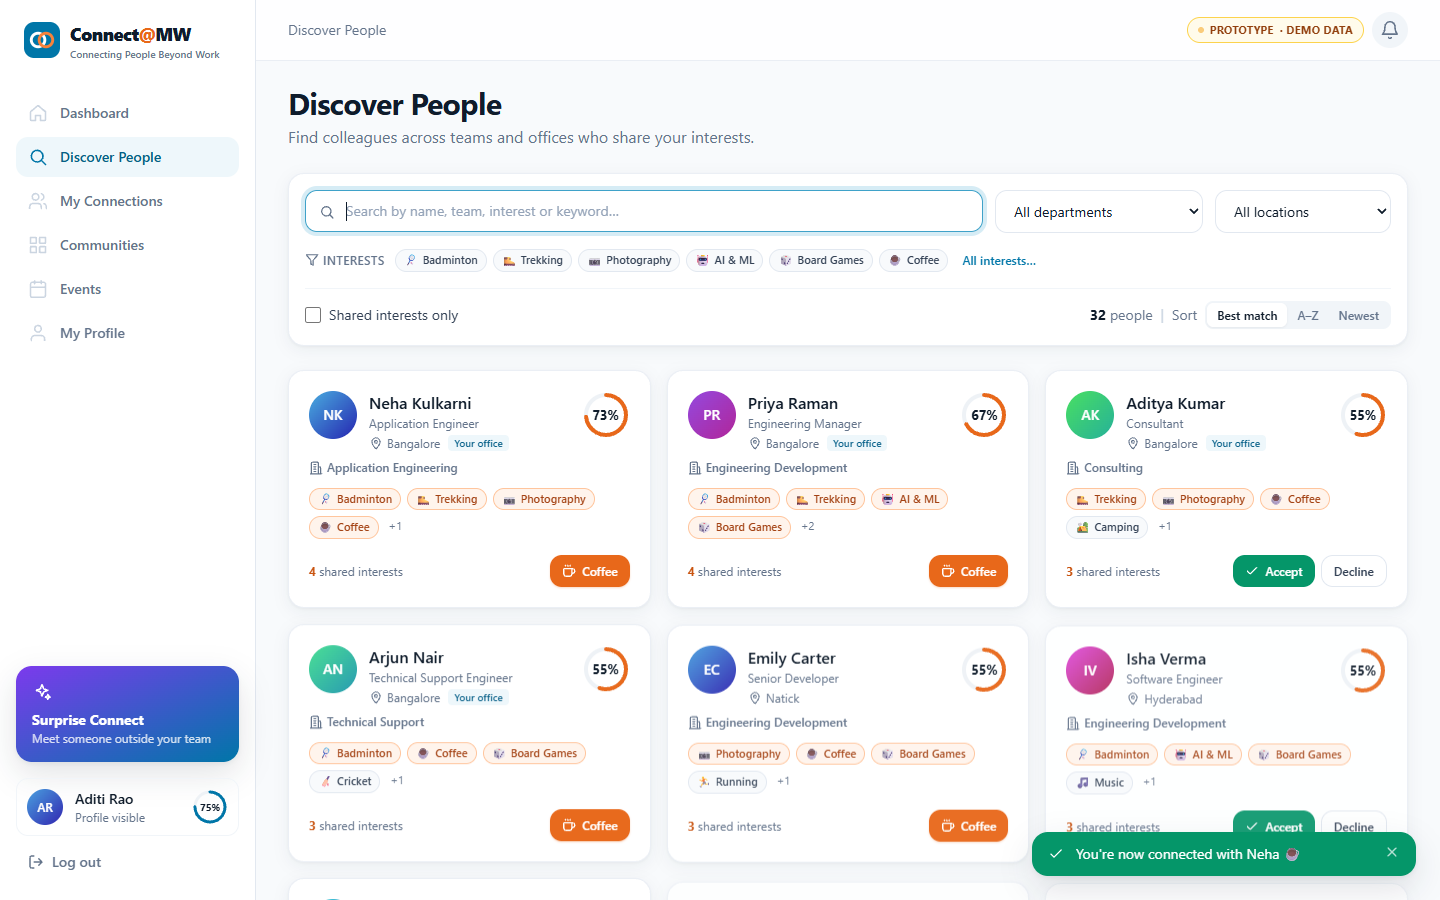 Connect@MW
Connecting People Beyond Work
Dashboard
Discover People
My Connections
Communities
Events
My Profile
Surprise Connect
Meet someone outside your team
AR
Aditi Rao
Profile visible
75%
Log out
Discover People
PROTOTYPE · DEMO DATA
Discover People
Find colleagues across teams and offices who share your interests.
Search by name, team, interest or keyword...
All departments
All locations
INTERESTS
Badminton
Trekking
Photography
AI & ML
Board Games
Coffee
All interests...
Shared interests only
32 people | Sort
Best match
A–Z
Newest
NK
Neha Kulkarni
Application Engineer
Bangalore
Your office
73%
Application Engineering
Badminton
Trekking
Photography
Coffee
+1
4 shared interests
Coffee
PR
Priya Raman
Engineering Manager
Bangalore
Your office
67%
Engineering Development
Badminton
Trekking
AI & ML
Board Games
+2
4 shared interests
Coffee
AK
Aditya Kumar
Consultant
Bangalore
Your office
55%
Consulting
Trekking
Photography
Coffee
Camping
+1
3 shared interests
Accept
Decline
AN
Arjun Nair
Technical Support Engineer
Bangalore
Your office
55%
Technical Support
Badminton
Coffee
Board Games
Cricket
+1
3 shared interests
Coffee
EC
Emily Carter
Senior Developer
Natick
55%
Engineering Development
Photography
Coffee
Board Games
Running
+1
3 shared interests
Coffee
IV
Isha Verma
Software Engineer
Hyderabad
55%
Engineering Development
Badminton
AI & ML
Board Games
Music
+1
3 shared interests
Accept
Decline
You're now connected with Neha